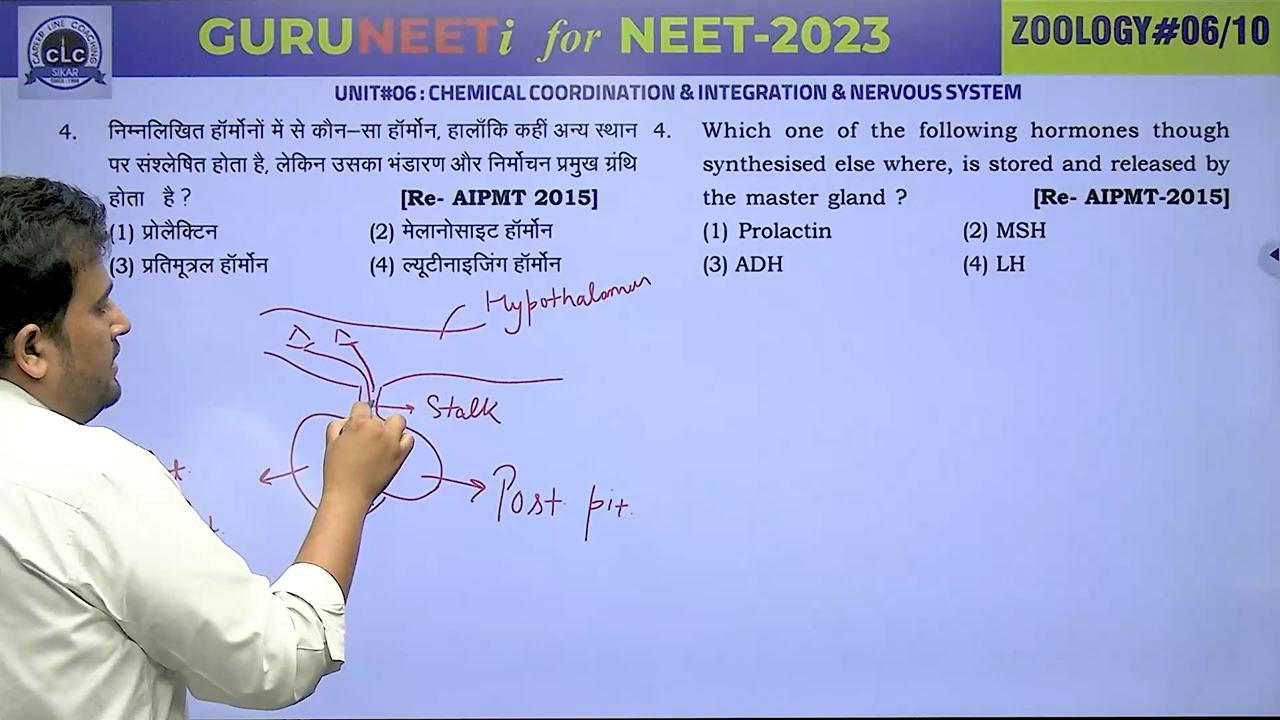 GURUNEETi for NEET-2023
ZOOLOGY#06/10
CAREER LINE COACHING
CLC
SIKAR
UNIT#06 : CHEMICAL COORDINATION & INTEGRATION & NERVOUS SYSTEM
4. निम्नलिखित हॉर्मोनों में से कौन–सा हॉर्मोन, हालाँकि कहीं अन्य स्थान
पर संश्लेषित होता है, लेकिन उसका भंडारण और निर्मोचन प्रमुख ग्रंथि
होता है ? [Re- AIPMT 2015]
(1) प्रोलैक्टिन (2) मेलानोसाइट हॉर्मोन
(3) प्रतिमूत्रल हॉर्मोन (4) ल्यूटीनाइजिंग हॉर्मोन
4. Which one of the following hormones though
synthesised else where, is stored and released by
the master gland ? [Re- AIPMT-2015]
(1) Prolactin (2) MSH
(3) ADH (4) LH
Hypothalamus
Stalk
Post pit.